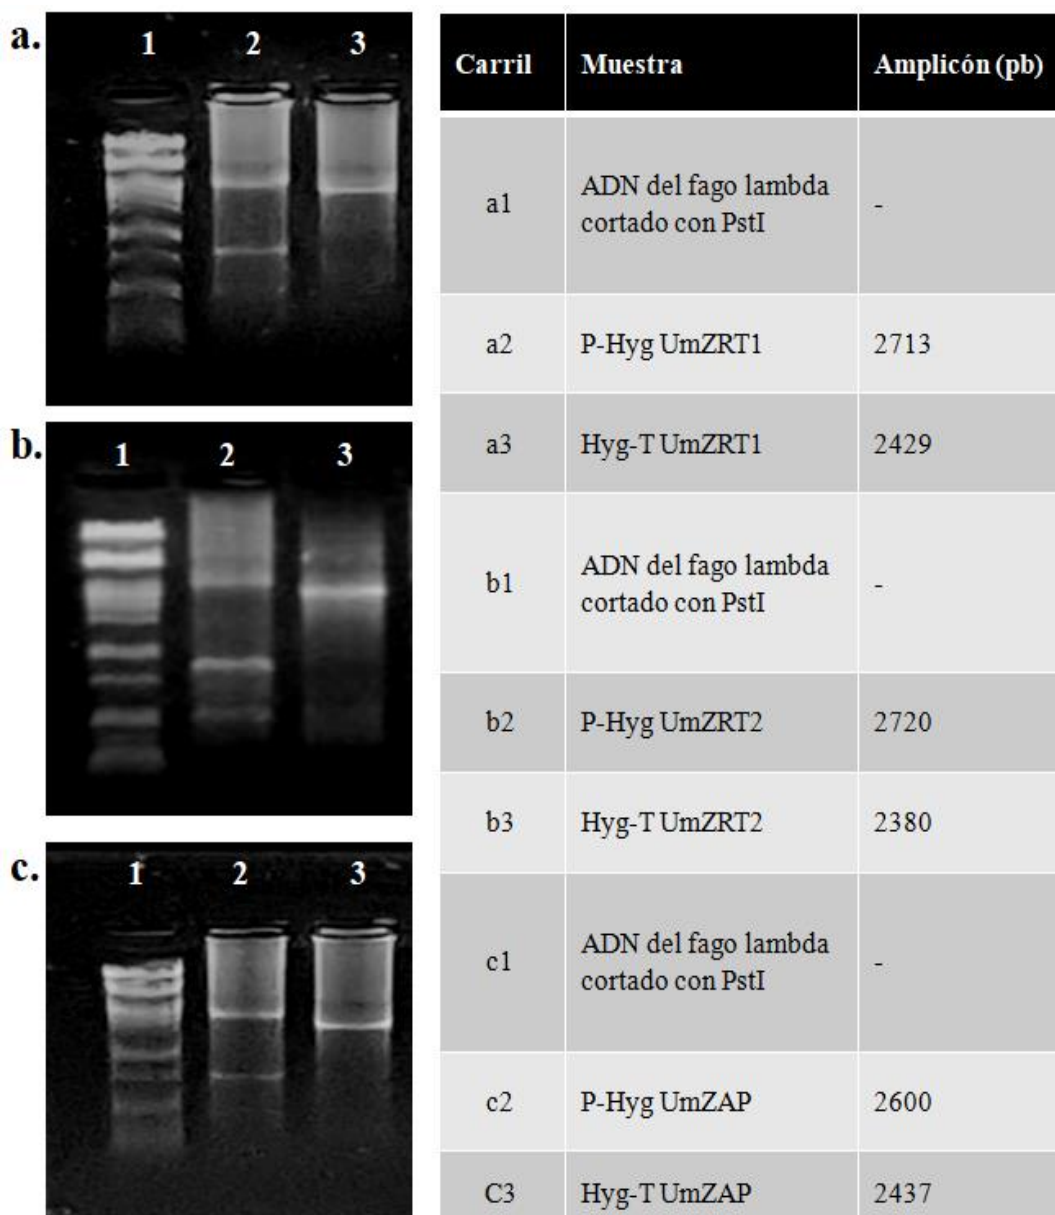 a.
1 2 3
b.
1 2 3
c.
1 2 3
Carril Muestra Amplicón (pb)
a1 ADN del fago lambda
cortado con PstI -
a2 P-Hyg UmZRT1 2713
a3 Hyg-T UmZRT1 2429
b1 ADN del fago lambda
cortado con PstI -
b2 P-Hyg UmZRT2 2720
b3 Hyg-T UmZRT2 2380
c1 ADN del fago lambda
cortado con PstI -
c2 P-Hyg UmZAP 2600
C3 Hyg-T UmZAP 2437